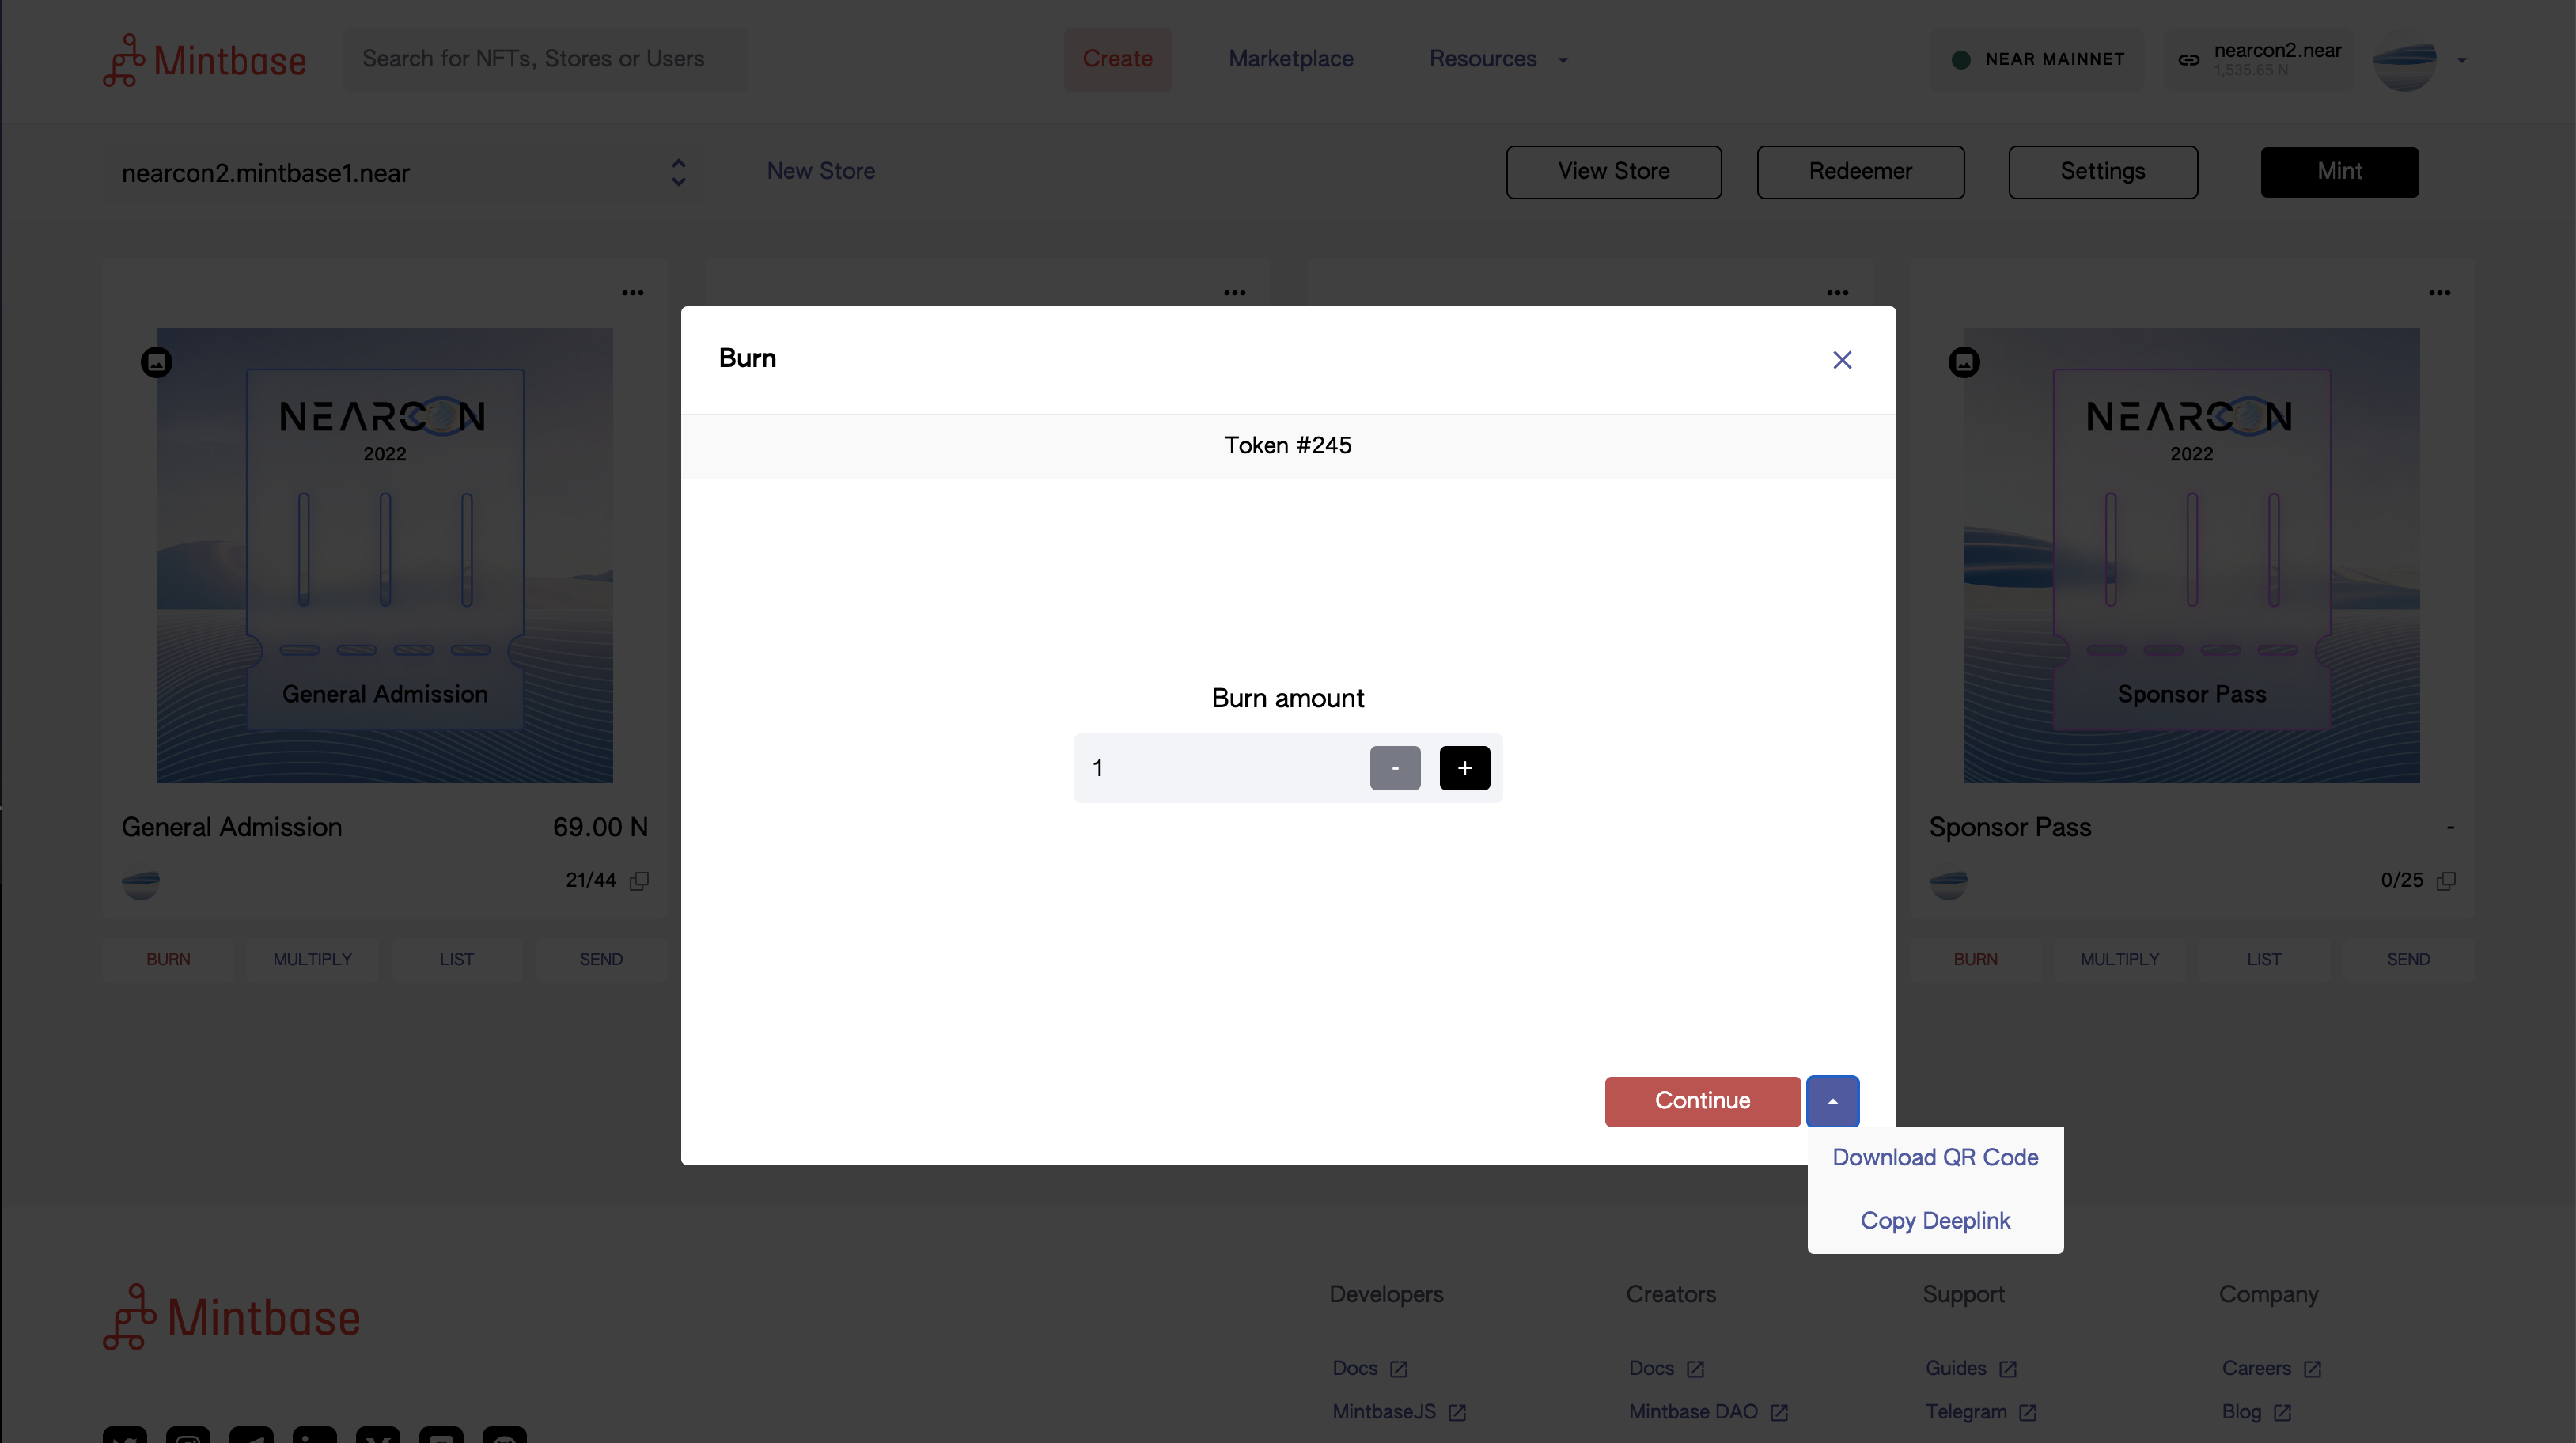 Mintbase
Search for NFTs, Stores or Users
Create
Marketplace
Resources
NEAR MAINNET
nearcon2.near
1,535.65 N
nearcon2.mintbase1.near
New Store
View Store
Redeemer
Settings
Mint
NEARCON
2022
General Admission
General Admission
69.00 N
21/44
BURN
MULTIPLY
LIST
SEND
Burn
Token #245
Burn amount
1
-
+
Continue
Download QR Code
Copy Deeplink
NEARCON
2022
Sponsor Pass
Sponsor Pass
-
0/25
BURN
MULTIPLY
LIST
SEND
Mintbase
Developers
Docs
MintbaseJS
Creators
Docs
Mintbase DAO
Support
Guides
Telegram
Company
Careers
Blog